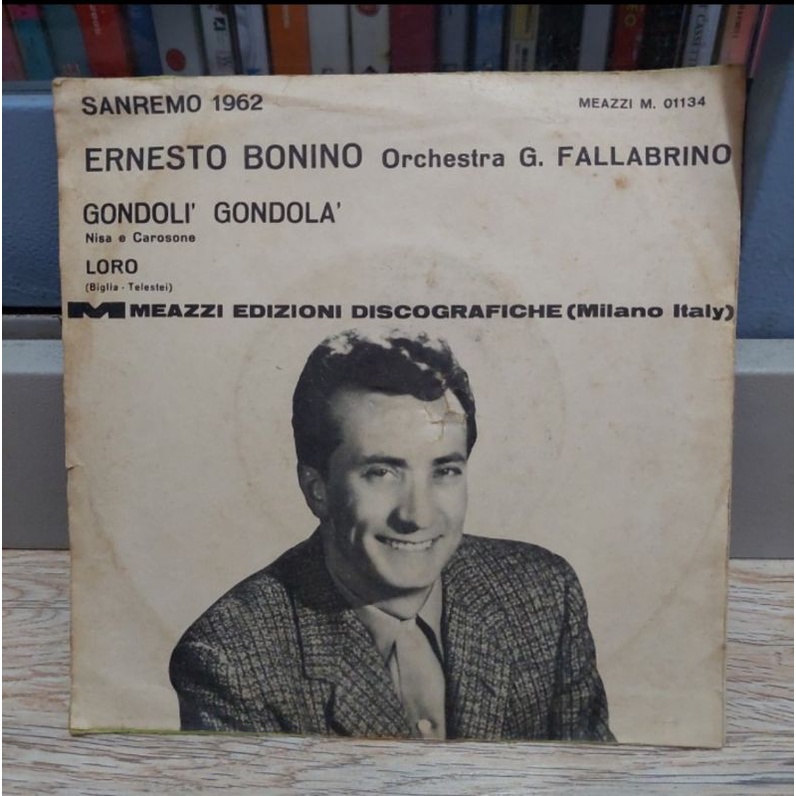 SANREMO 1962
MEAZZI M. 01134
ERNESTO BONINO Orchestra G. FALLABRINO
GONDOLI' GONDOLA'
Nisa e Carosone
LORO
(Biglia - Telestei)
M MEAZZI EDIZIONI DISCOGRAFICHE (Milano Italy)